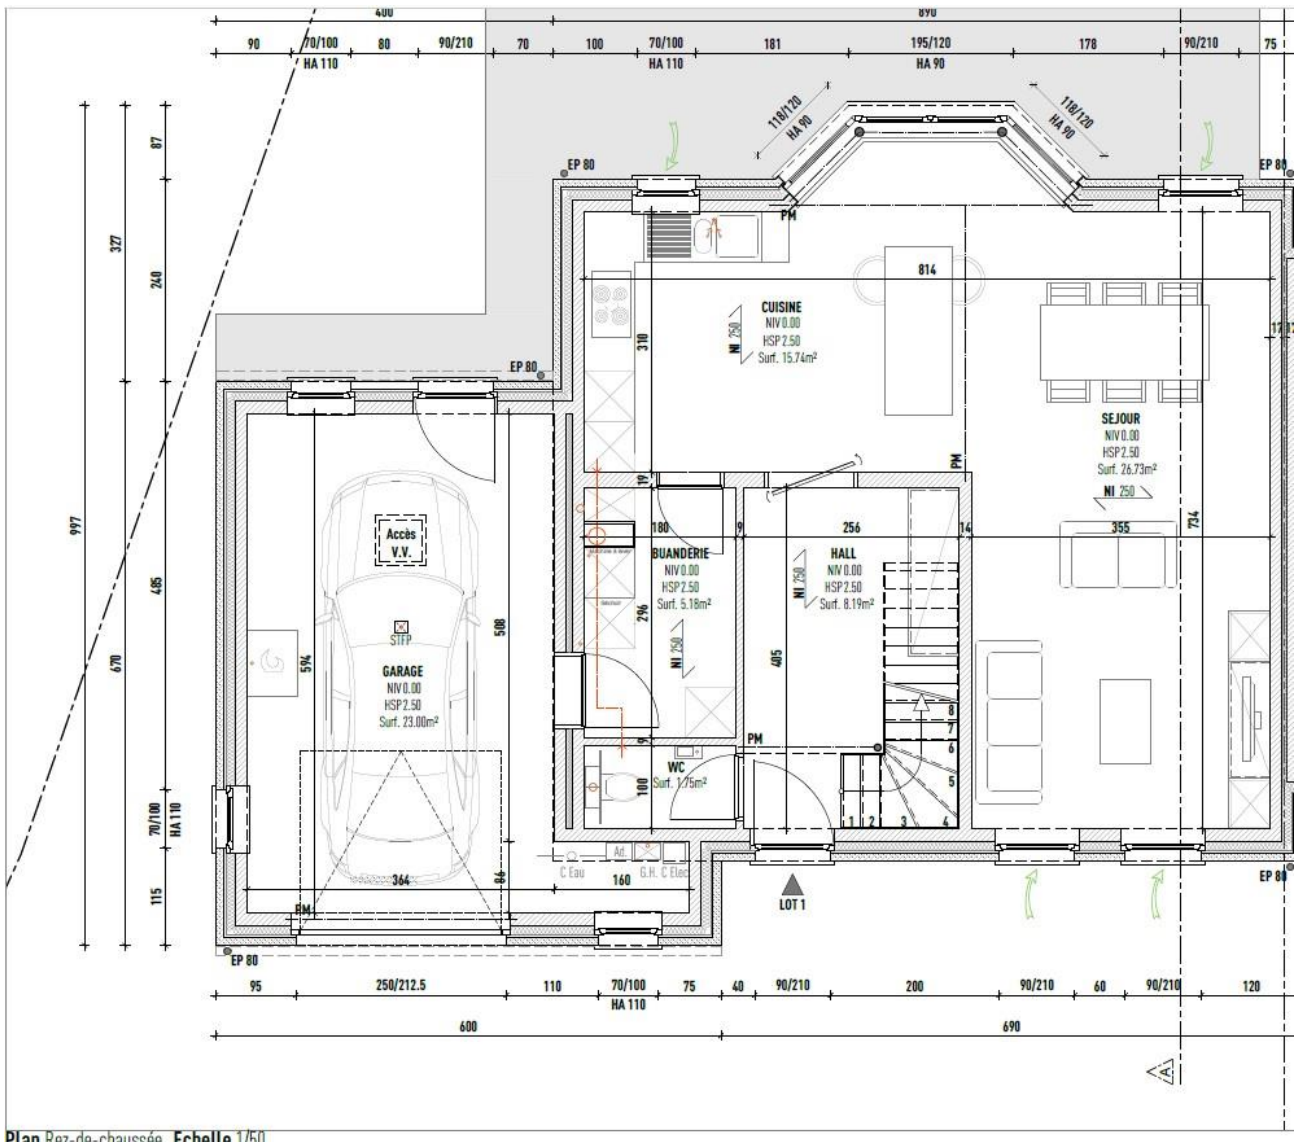 400 890
90 70/100 80 90/210 70 100 70/100 181 195/120 178 90/210 75
HA 110 HA 110 HA 90
118/120
HA 90
118/120
HA 90
87
EP 80 EP 80
PM
327
240
814
CUISINE
NIV 0.00
HSP 2.50
Surf. 15.74m²
NI 250
310
17
EP 80
SEJOUR
NIV 0.00
HSP 2.50
Surf. 26.73m²
NI 250
PM
19
997
Accès
V.V.
180 9 256 14 355
734
BUANDERIE
NIV 0.00
HSP 2.50
Surf. 5.18m²
NI 250
HALL
NIV 0.00
HSP 2.50
Surf. 8.19m²
NI 250
485
296
508
STFP
670
594
405
GARAGE
NIV 0.00
HSP 2.50
Surf. 23.00m²
8
7
6
5
4
3
2
1
9
PM
WC
Surf. 1.75m²
100
70/100
HA 110
Ad.
C Eau G.H. C Elec
86
364 160
EP 80
LOT 1
115
PM
EP 80
95 250/212.5 110 70/100 75 40 90/210 200 90/210 60 90/210 120
HA 110
600 690
A
Plan Rez-de-chaussée Echelle 1/50